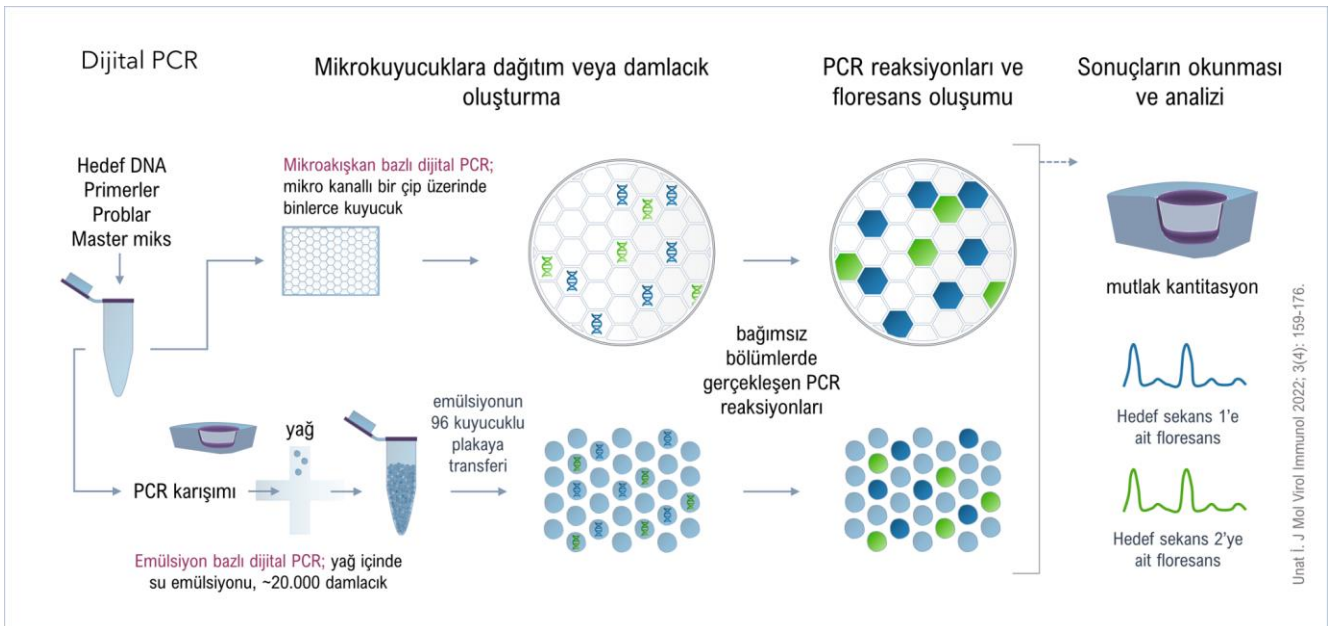 Dijital PCR
Mikrokuyucuklara dağıtım veya damlacık
oluşturma
PCR reaksiyonları ve
floresans oluşumu
Sonuçların okunması
ve analizi
Hedef DNA
Primerler
Problar
Master miks
Mikroakışkan bazlı dijital PCR;
mikro kanallı bir çip üzerinde
binlerce kuyucuk
mutlak kantitasyon
bağımsız
bölümlerde
gerçekleşen PCR
reaksiyonları
PCR karışımı
yağ
emülsiyonun
96 kuyucuklu
plakaya
transferi
Emülsiyon bazlı dijital PCR; yağ içinde
su emülsiyonu, ~20.000 damlacık
Hedef sekans 1'e
ait floresans
Hedef sekans 2'ye
ait floresans
Unat İ. J Mol Virol Immunol 2022; 3(4): 159-176.